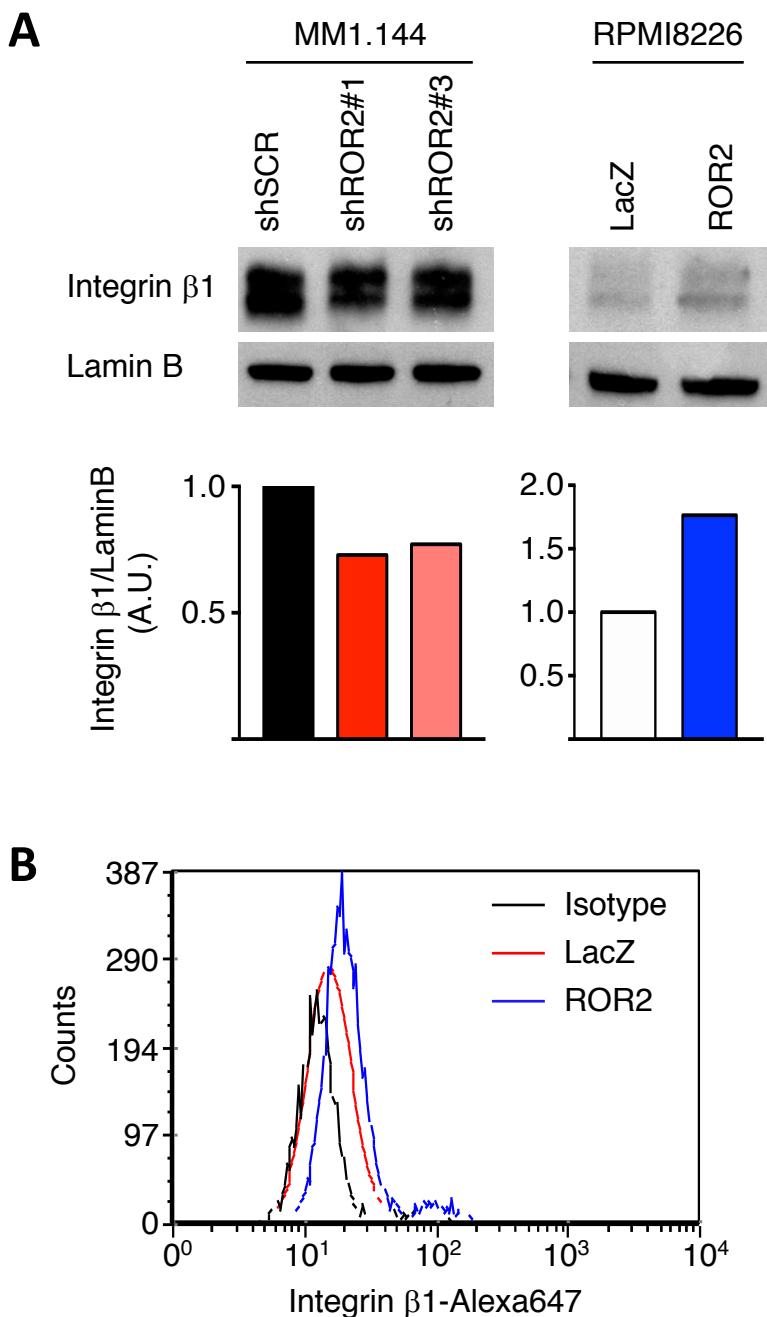 A
MM1.144
RPMI8226
shSCR
shROR2#1
shROR2#3
LacZ
ROR2
Integrin β1
Lamin B
Integrin β1/LaminB
(A.U.)
1.0
0.5
2.0
1.5
1.0
0.5
B
387
290
194
97
0
Counts
Isotype
LacZ
ROR2
10⁰
10¹
10²
10³
10⁴
Integrin β1-Alexa647